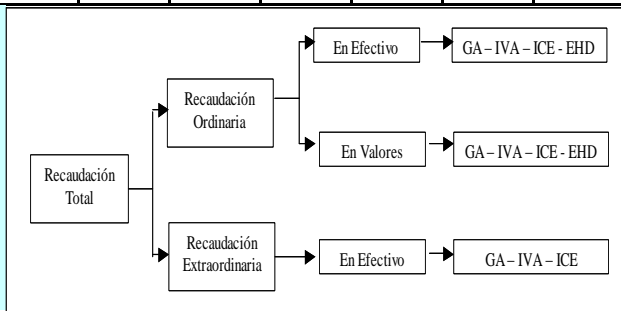 En Efectivo
GA – IVA – ICE - EHD
Recaudación
Ordinaria
En Valores
GA – IVA – ICE - EHD
Recaudación
Total
Recaudación
Extraordinaria
En Efectivo
GA – IVA – ICE